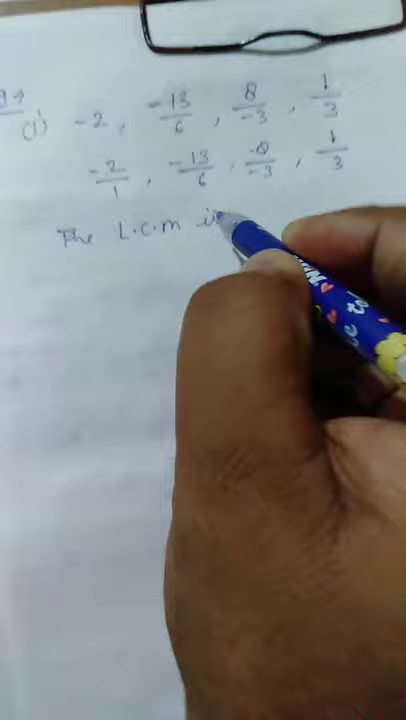 (i) -2, -13/6, 8/-3, 1/3
-2/1, -13/6, -8/-3, 1/3
The L.C.M is